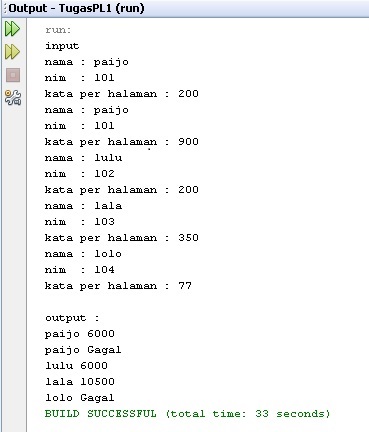 Output - TugasPL1 (run)
run:
input
nama : paijo
nim  : 101
kata per halaman : 200
nama : paijo
nim  : 101
kata per halaman : 900
nama : lulu
nim  : 102
kata per halaman : 200
nama : lala
nim  : 103
kata per halaman : 350
nama : lolo
nim  : 104
kata per halaman : 77
output :
paijo 6000
paijo Gagal
lulu 6000
lala 10500
lolo Gagal
BUILD SUCCESSFUL (total time: 33 seconds)